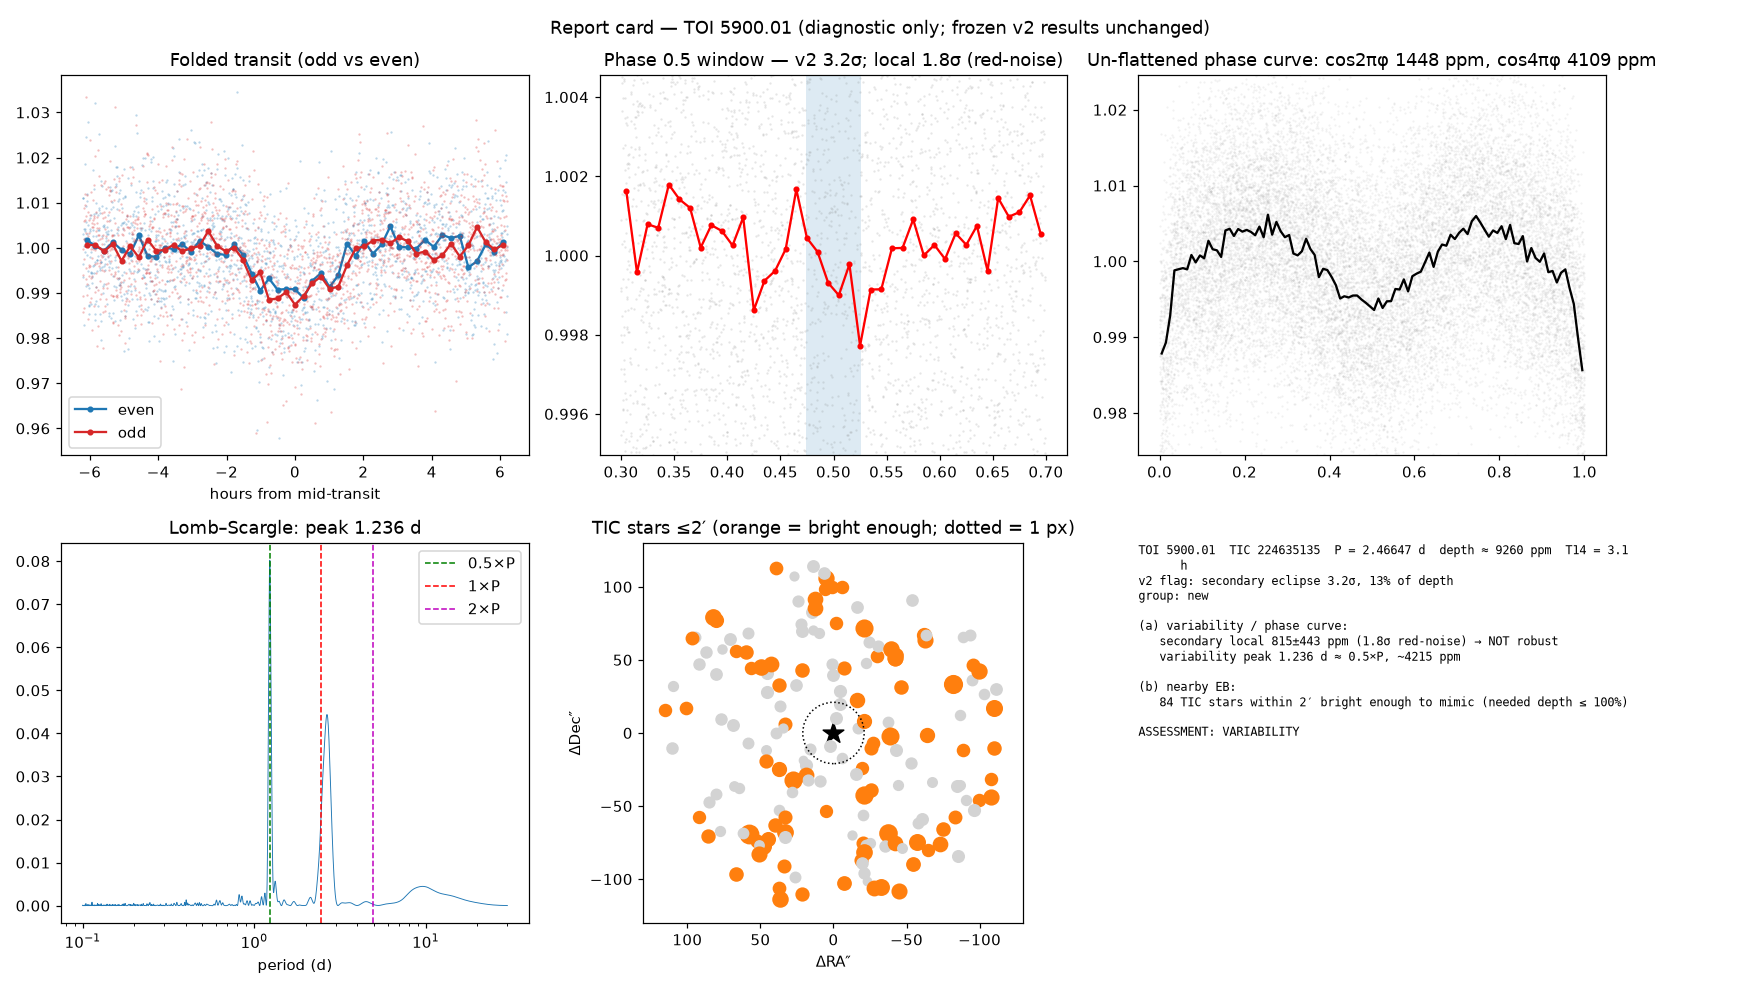 Report card — TOI 5900.01 (diagnostic only; frozen v2 results unchanged)
Folded transit (odd vs even)
1.03
1.02
1.01
1.00
0.99
0.98
0.97
0.96
even
odd
−6
−4
−2
0
2
4
6
hours from mid-transit
Phase 0.5 window — v2 3.2σ; local 1.8σ (red-noise)
1.004
1.002
1.000
0.998
0.996
0.30
0.35
0.40
0.45
0.50
0.55
0.60
0.65
0.70
Un-flattened phase curve: cos2πφ 1448 ppm, cos4πφ 4109 ppm
1.02
1.01
1.00
0.99
0.98
0.0
0.2
0.4
0.6
0.8
1.0
Lomb–Scargle: peak 1.236 d
0.08
0.07
0.06
0.05
0.04
0.03
0.02
0.01
0.00
0.5×P
1×P
2×P
10⁻¹
10⁰
10¹
period (d)
TIC stars ≤2′ (orange = bright enough; dotted = 1 px)
ΔDec″
100
50
0
−50
−100
100
50
0
−50
−100
ΔRA″
TOI 5900.01  TIC 224635135  P = 2.46647 d  depth ≈ 9260 ppm  T14 = 3.1
h
v2 flag: secondary eclipse 3.2σ, 13% of depth
group: new
(a) variability / phase curve:
secondary local 815±443 ppm (1.8σ red-noise) → NOT robust
variability peak 1.236 d ≈ 0.5×P, ~4215 ppm
(b) nearby EB:
84 TIC stars within 2′ bright enough to mimic (needed depth ≤ 100%)
ASSESSMENT: VARIABILITY